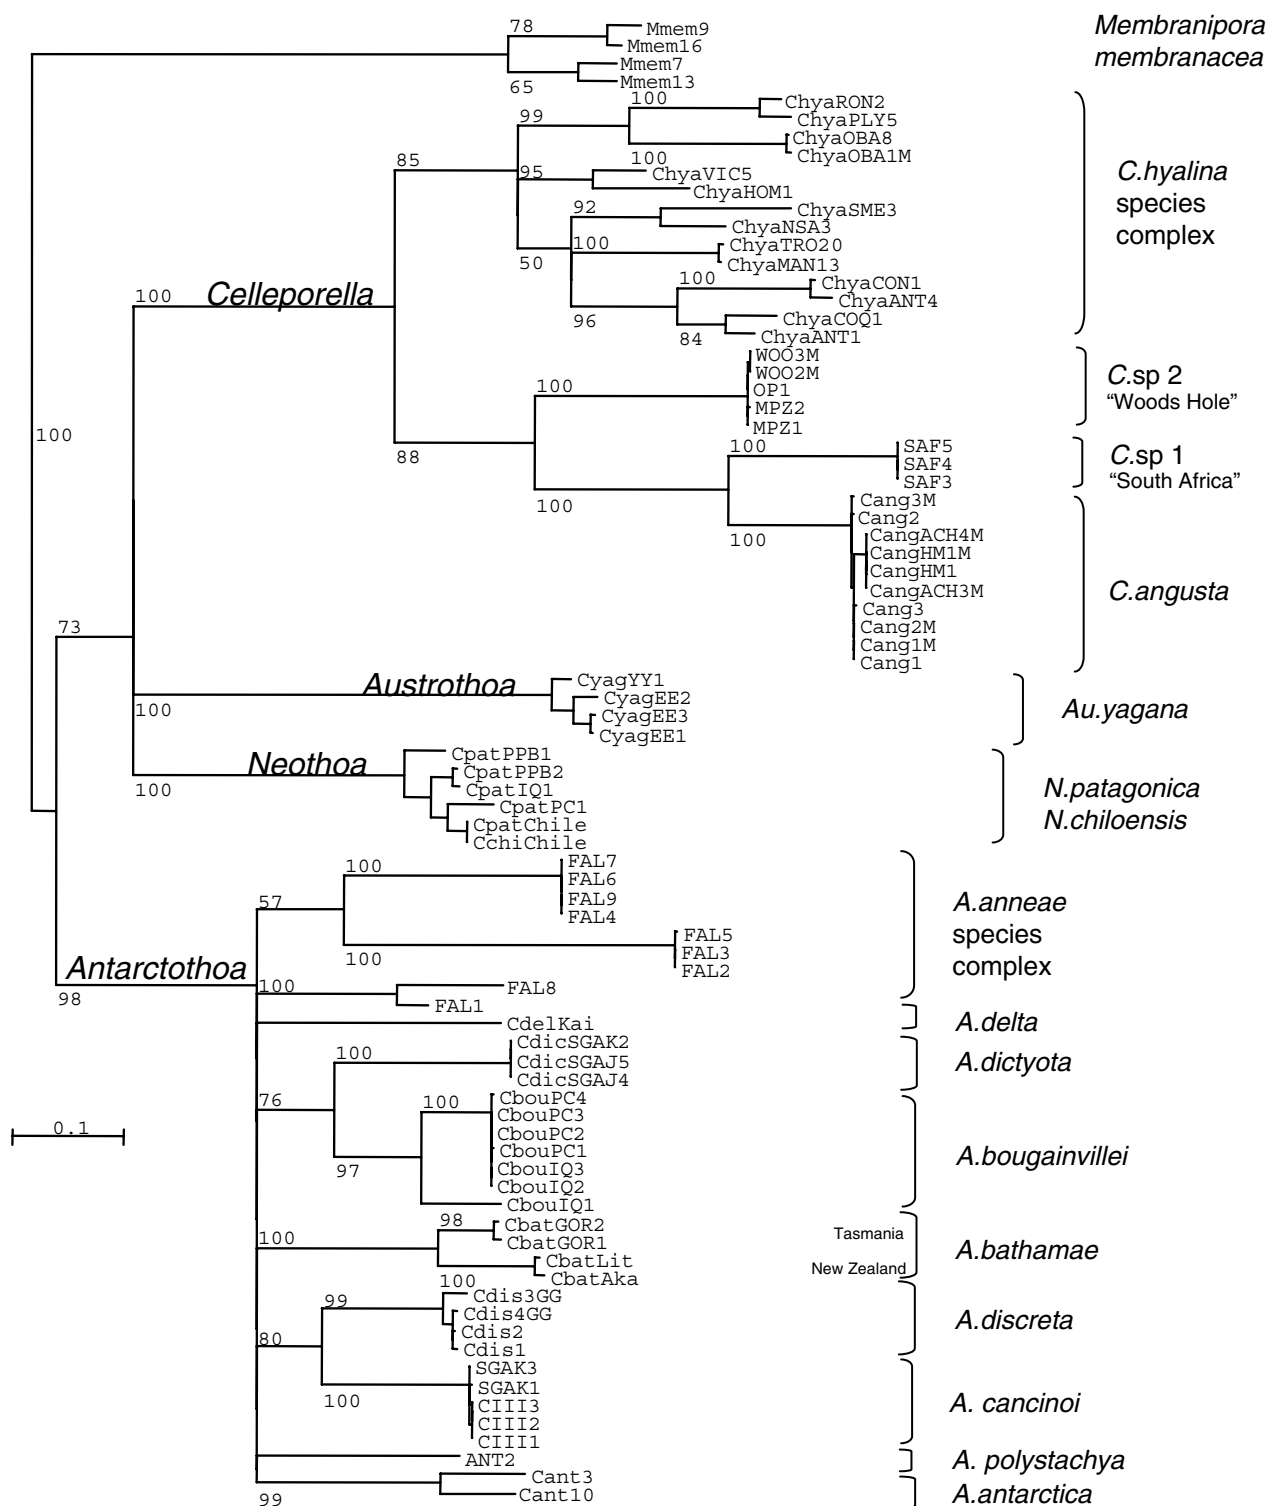 78
Mmem9
Mmem16
Mmem7
Mmem13
65
Membranipora
membranacea
100
ChyaRON2
99
ChyaPLY5
ChyaOBA8
ChyaOBA1M
100
85
95
ChyaVIC5
ChyaHOM1
92
ChyaSME3
ChyaNSA3
100
ChyaTRO20
50
ChyaMAN13
100
ChyaCON1
ChyaANT4
96
ChyaCOQ1
84
ChyaANT1
C.hyalina
species
complex
100
Celleporella
WOO3M
WOO2M
100
OP1
MPZ2
MPZ1
C.sp 2
“Woods Hole”
100
88
100
SAF5
SAF4
SAF3
C.sp 1
“South Africa”
100
Cang3M
Cang2
100
CangACH4M
CangHM1M
CangHM1
CangACH3M
Cang3
Cang2M
Cang1M
Cang1
C.angusta
73
Austrothoa
100
CyagYY1
CyagEE2
CyagEE3
CyagEE1
Au.yagana
Neothoa
100
CpatPPB1
CpatPPB2
CpatIQ1
CpatPC1
CpatChile
CchiChile
N.patagonica
N.chiloensis
100
FAL7
FAL6
57
FAL9
FAL4
FAL5
100
FAL3
FAL2
A.anneae
species
complex
Antarctothoa
98
100
FAL8
FAL1
CdelKai
A.delta
100
CdicSGAK2
CdicSGAJ5
CdicSGAJ4
A.dictyota
76
100
CbouPC4
CbouPC3
CbouPC2
CbouPC1
97
CbouIQ3
CbouIQ2
CbouIQ1
A.bougainvillei
0.1
98
CbatGOR2
100
CbatGOR1
CbatLit
CbatAka
Tasmania
New Zealand
A.bathamae
100
99
Cdis3GG
Cdis4GG
80
Cdis2
Cdis1
A.discreta
SGAK3
SGAK1
100
CIII3
CIII2
CIII1
A. cancinoi
ANT2
A. polystachya
99
Cant3
Cant10
A.antarctica